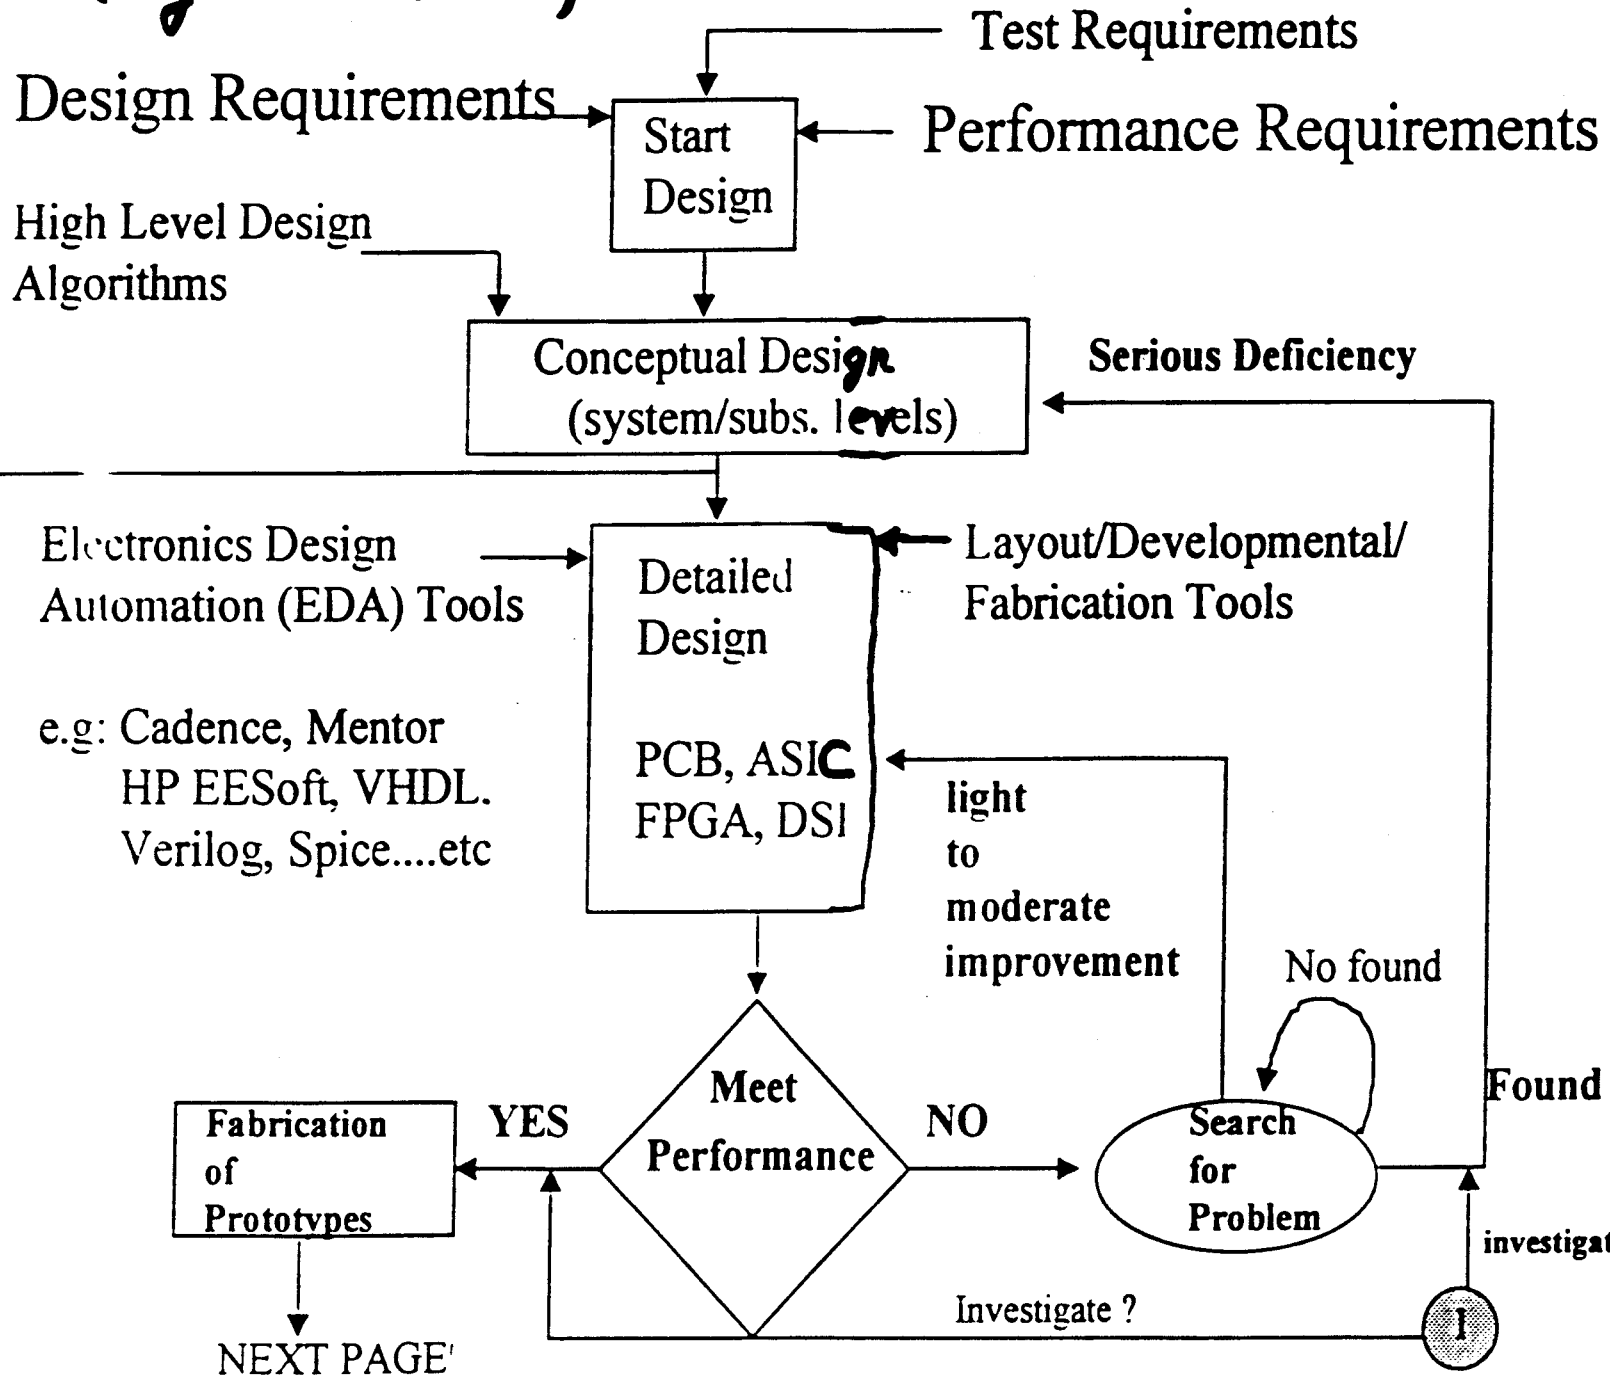 Test Requirements
Design Requirements
Performance Requirements
Start
Design
High Level Design
Algorithms
Conceptual Design
(system/subs. levels)
Serious Deficiency
Electronics Design
Automation (EDA) Tools
Layout/Developmental/
Fabrication Tools
Detailed
Design
e.g: Cadence, Mentor
HP EESoft, VHDL.
Verilog, Spice....etc
PCB, ASIC
FPGA, DSI
light
to
moderate
improvement
No found
Found
Meet
Performance
YES
NO
Fabrication
of
Prototypes
Search
for
Problem
investigat
Investigate ?
1
NEXT PAGE'